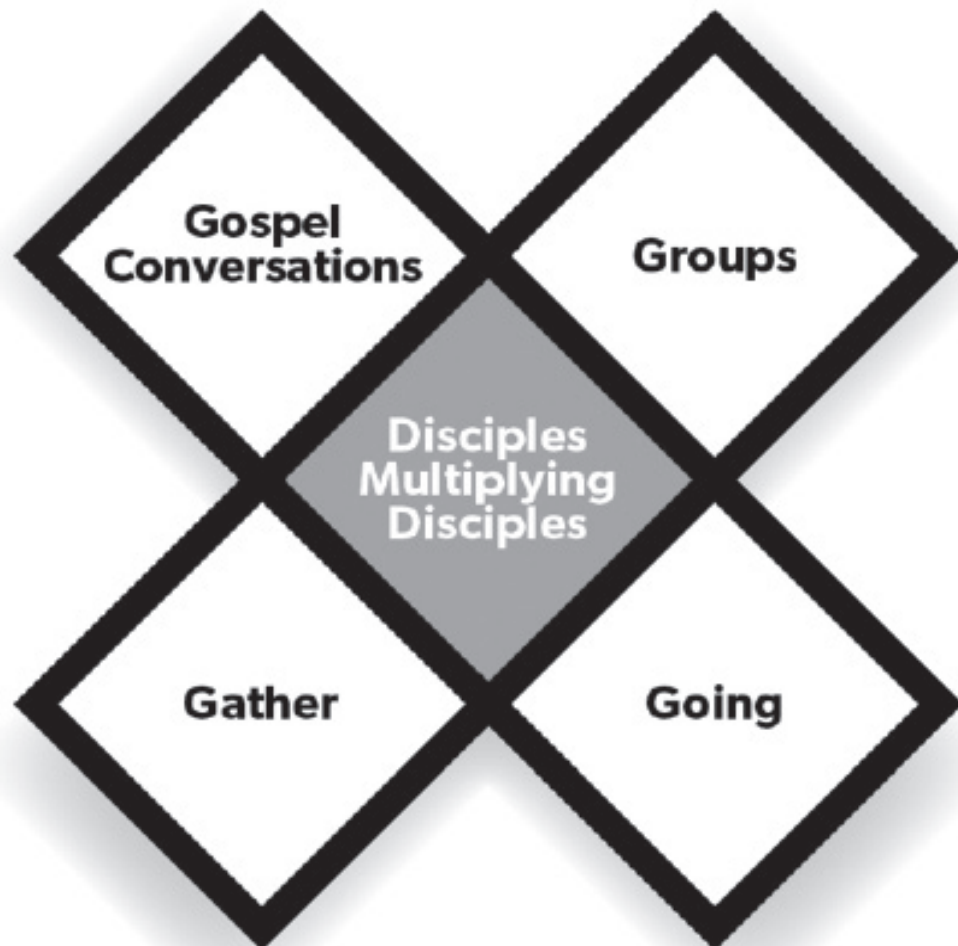 Gospel
Conversations
Groups
Disciples
Multiplying
Disciples
Gather
Going